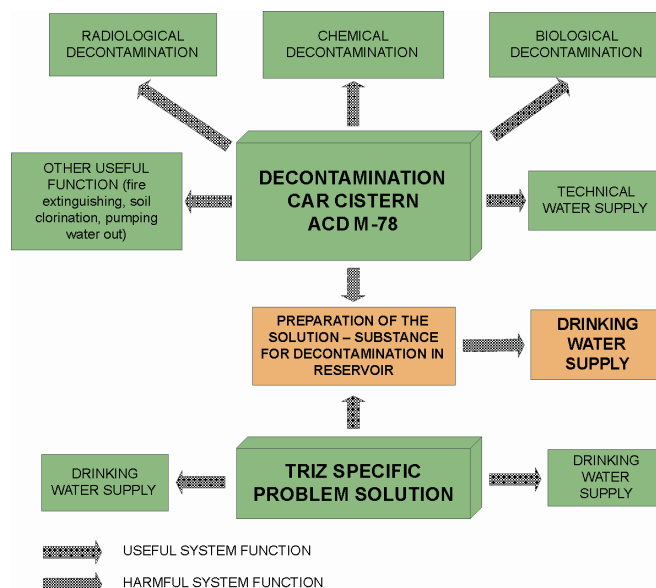 RADIOLOGICAL
DECONTAMINATION
CHEMICAL
DECONTAMINATION
BIOLOGICAL
DECONTAMINATION
OTHER USEFUL
FUNCTION (fire
extinguishing, soil
clorination, pumping
water out)
DECONTAMINATION
CAR CISTERN
ACD M-78
TECHNICAL
WATER SUPPLY
PREPARATION OF THE
SOLUTION – SUBSTANCE
FOR DECONTAMINATION IN
RESERVOIR
DRINKING
WATER
SUPPLY
DRINKING
WATER SUPPLY
TRIZ SPECIFIC
PROBLEM SOLUTION
DRINKING
WATER
SUPPLY
USEFUL SYSTEM FUNCTION
HARMFUL SYSTEM FUNCTION